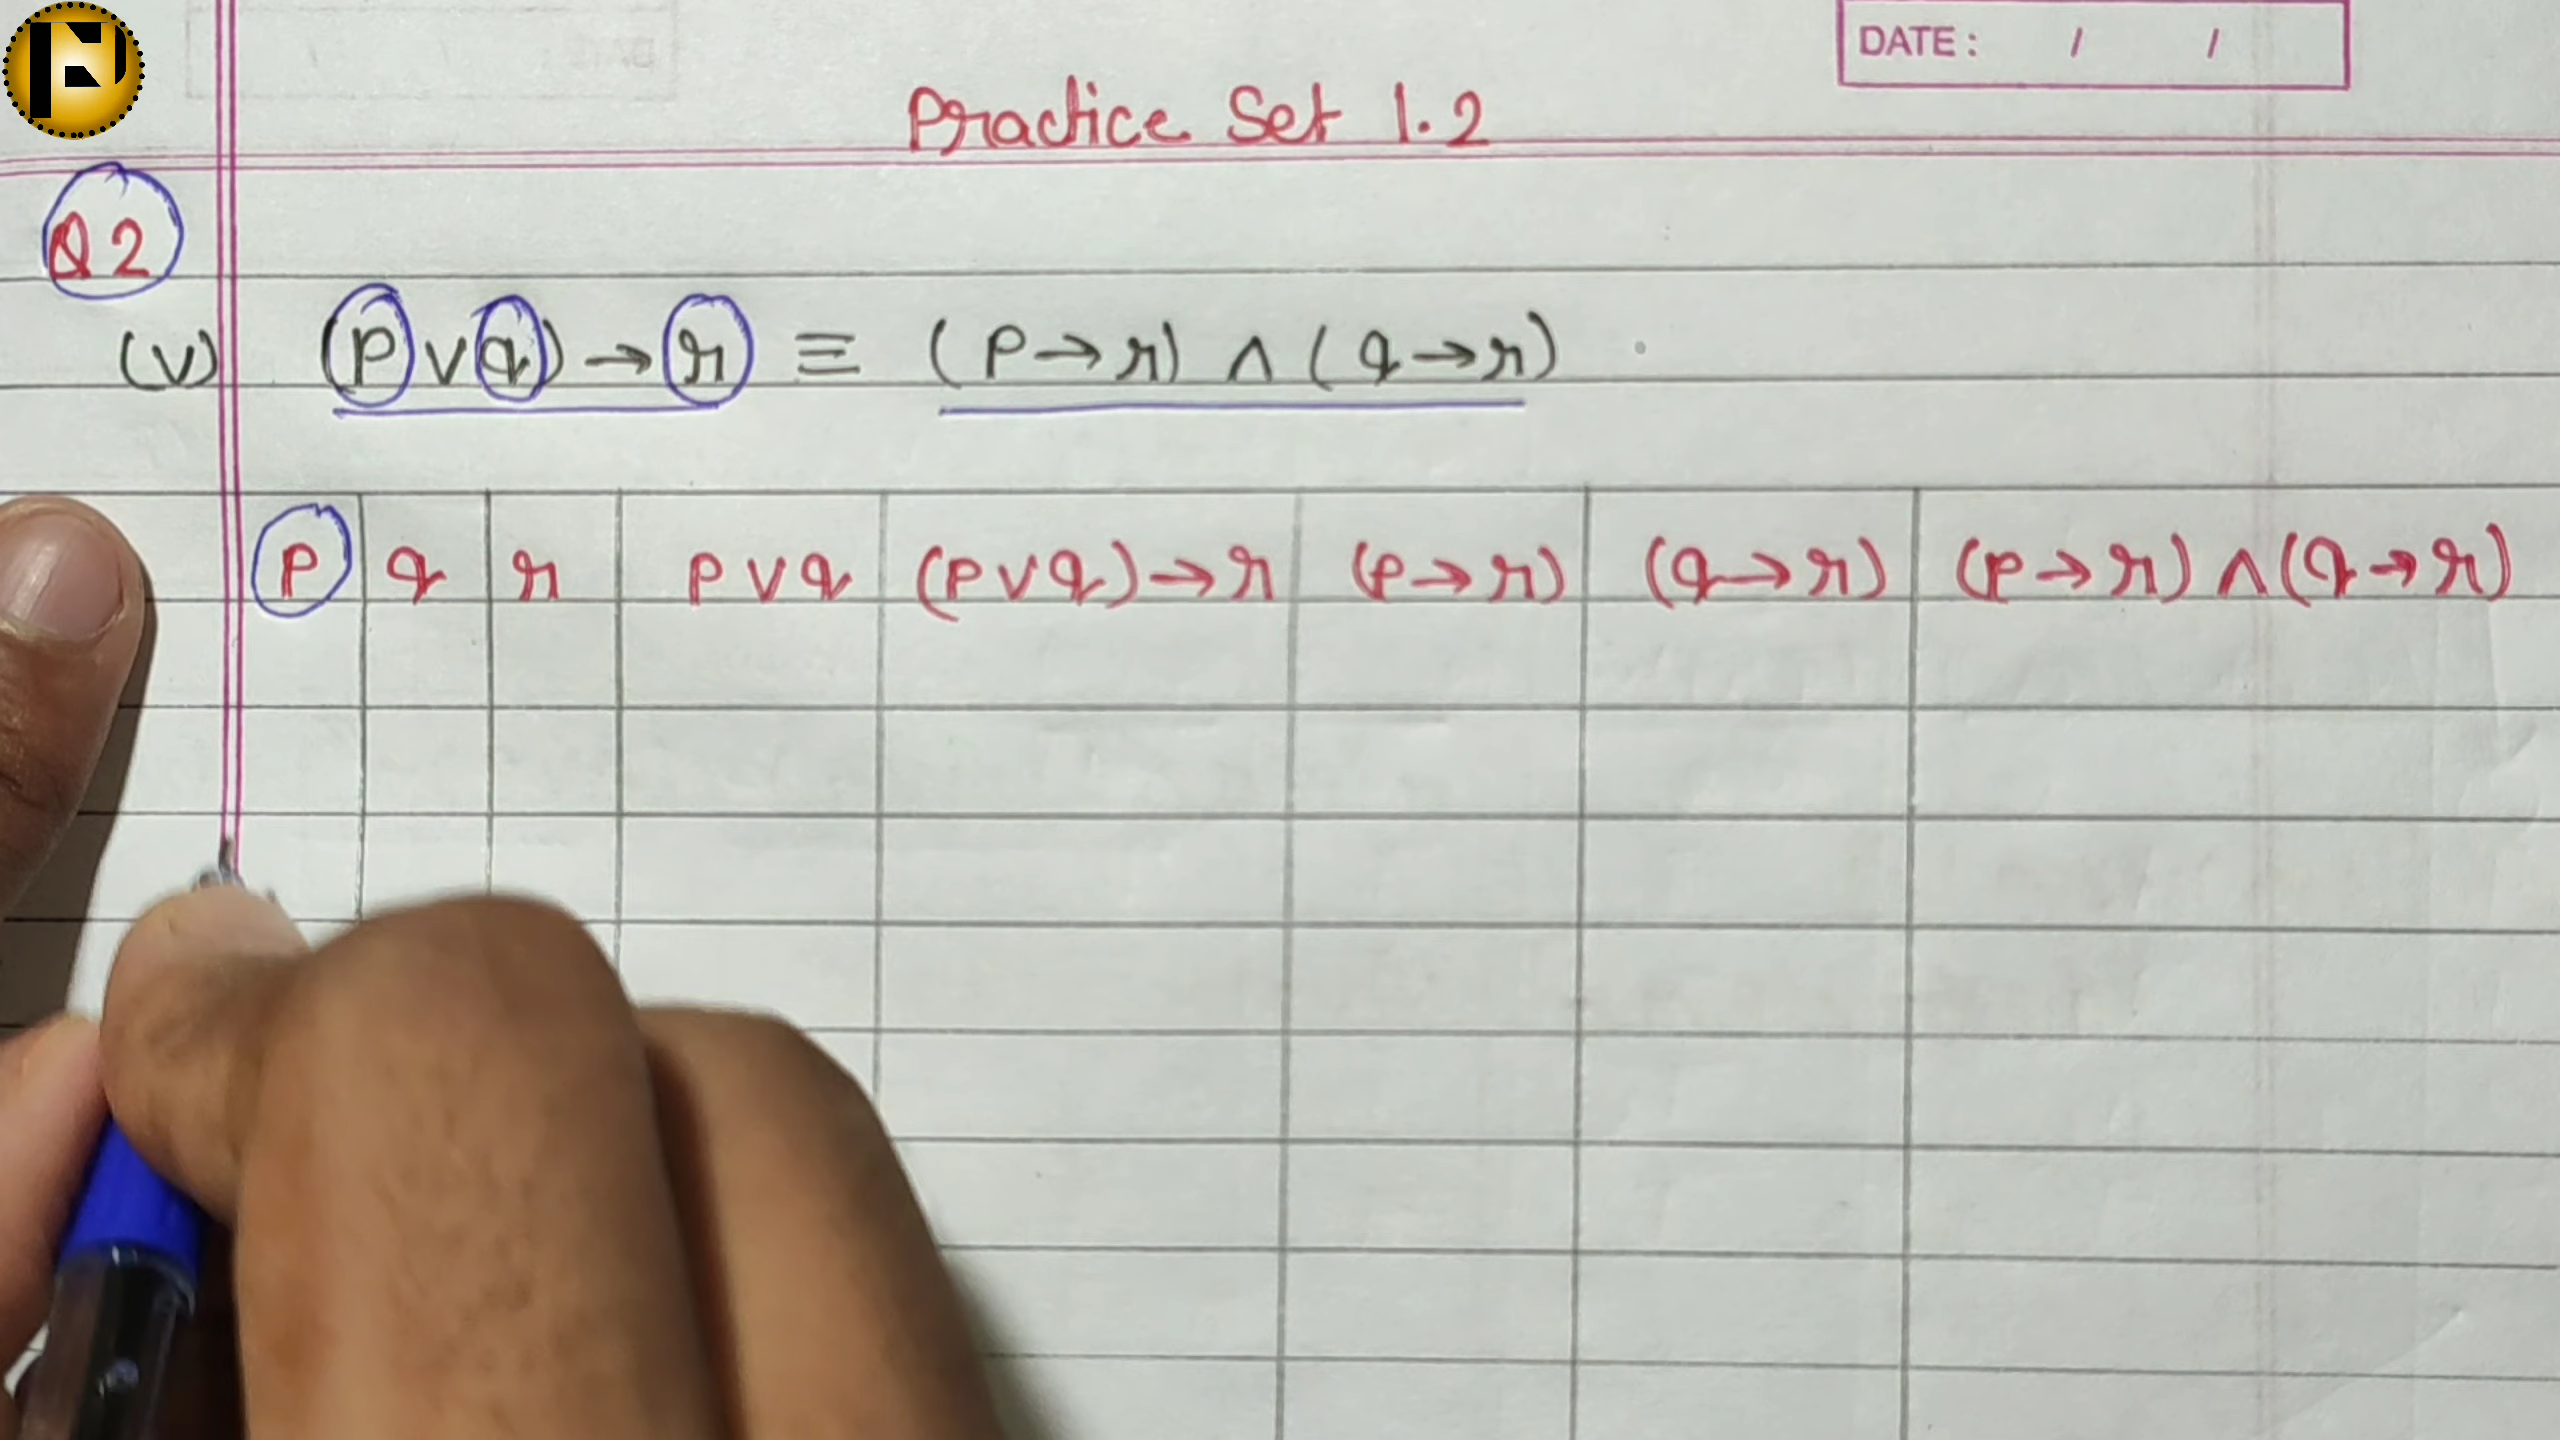 DATE: / /
Practice Set 1.2
Q2
(v) (p∨q)→r ≡ (p→r) ∧ (q→r)
p q r p∨q (p∨q)→r (p→r) (q→r) (p→r)∧(q→r)